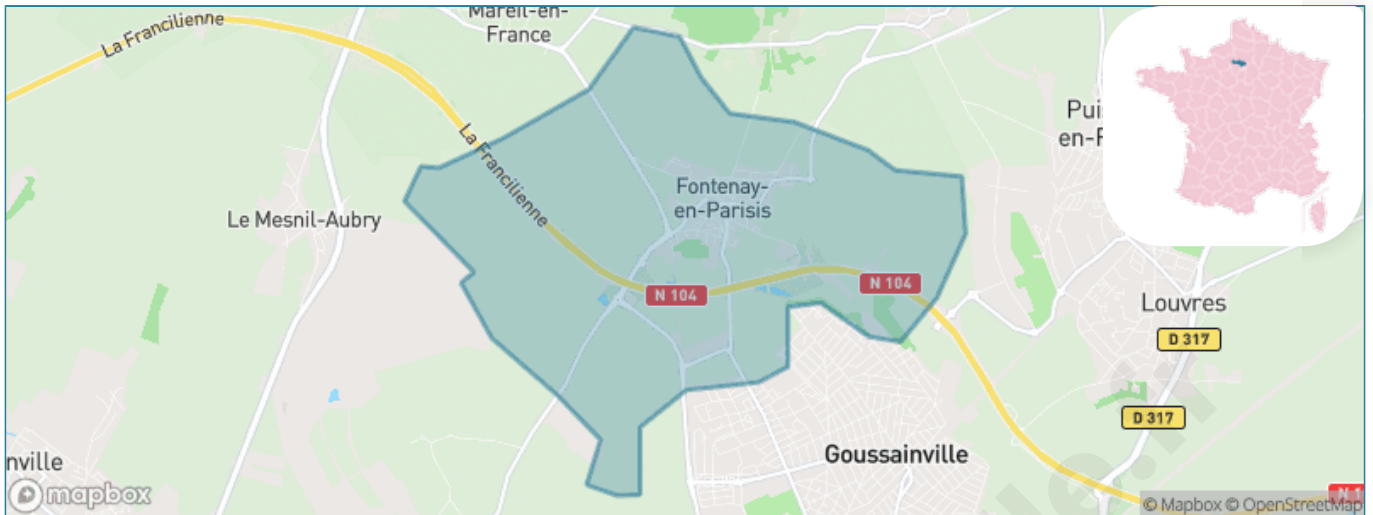 Mareil-en-
France
La Francilienne
La Francilienne
Le Mesnil-Aubry
Fontenay-
en-Parisis
N 104
N 104
Louvres
D 317
D 317
Goussainville
mapbox
© Mapbox © OpenStreetMap